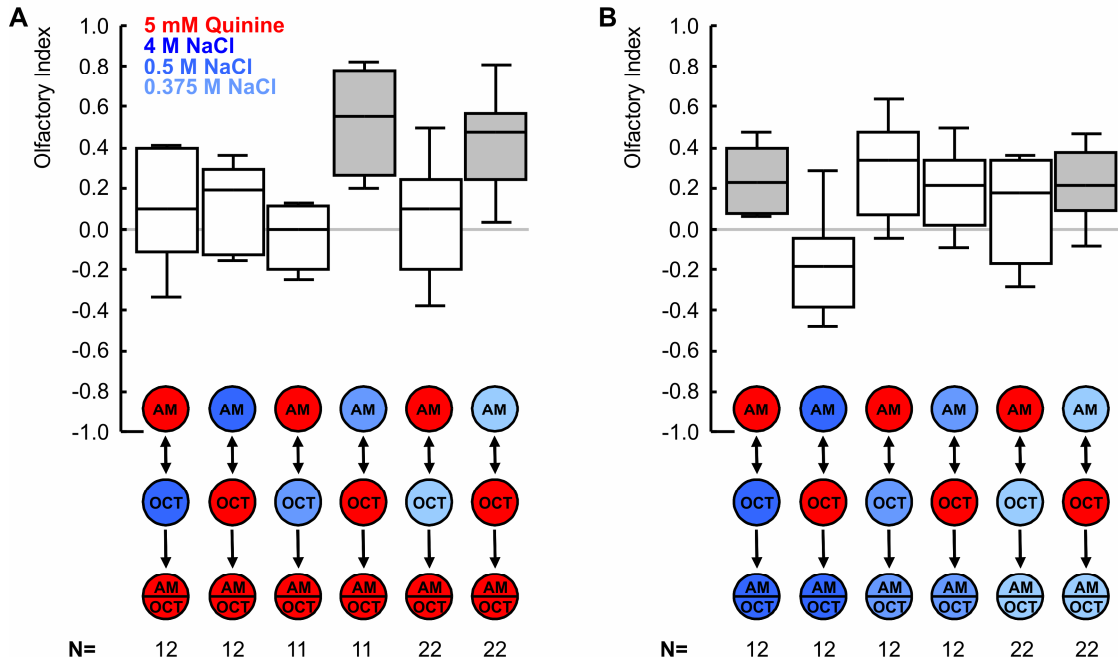 A
Olfactory Index
1.0
0.8
0.6
0.4
0.2
0.0
-0.2
-0.4
-0.6
-0.8
-1.0
5 mM Quinine
4 M NaCl
0.5 M NaCl
0.375 M NaCl
AM AM AM AM AM AM
OCT OCT OCT OCT OCT OCT
AM AM AM AM AM AM
OCT OCT OCT OCT OCT OCT
N= 12 12 11 11 22 22
B
Olfactory Index
1.0
0.8
0.6
0.4
0.2
0.0
-0.2
-0.4
-0.6
-0.8
-1.0
AM AM AM AM AM AM
OCT OCT OCT OCT OCT OCT
AM AM AM AM AM AM
OCT OCT OCT OCT OCT OCT
N= 12 12 12 12 22 22